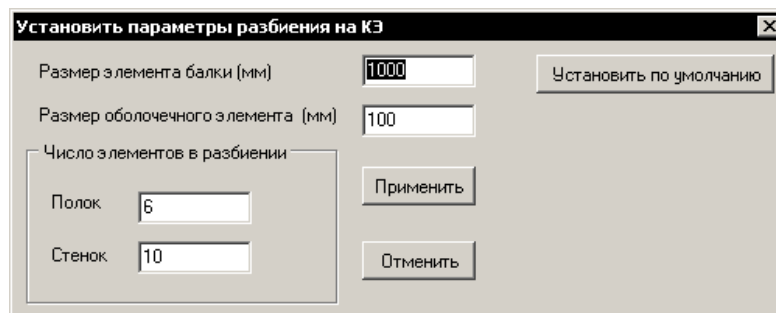 Установить параметры разбиения на КЭ
Размер элемента балки (мм) 1000 Установить по умолчанию
Размер оболочечного элемента (мм) 100
Число элементов в разбиении
Полок 6 Применить
Стенок 10 Отменить